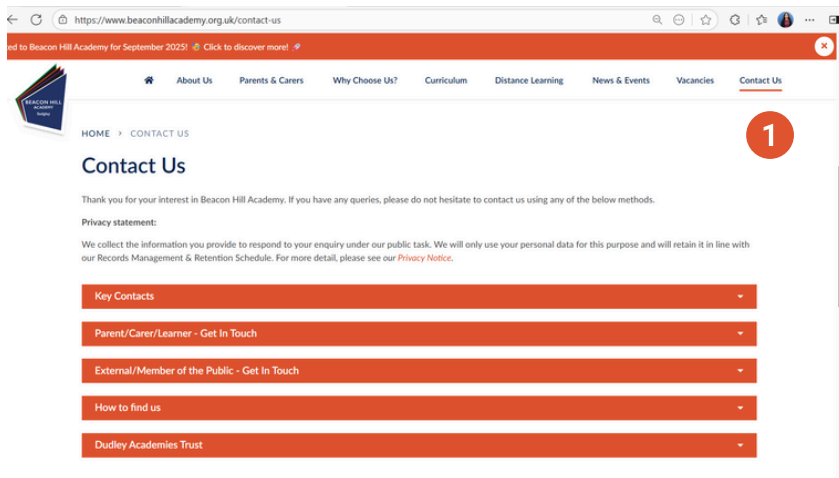 https://www.beaconhillacademy.org.uk/contact-us
ted to Beacon Hill Academy for September 2025! Click to discover more!
BEACON HILL
ACADEMY
About Us Parents & Carers Why Choose Us? Curriculum Distance Learning News & Events Vacancies Contact Us
1
HOME > CONTACT US
Contact Us
Thank you for your interest in Beacon Hill Academy. If you have any queries, please do not hesitate to contact us using any of the below methods.
Privacy statement:
We collect the information you provide to respond to your enquiry under our public task. We will only use your personal data for this purpose and will retain it in line with
our Records Management & Retention Schedule. For more detail, please see our Privacy Notice.
Key Contacts
Parent/Carer/Learner - Get In Touch
External/Member of the Public - Get In Touch
How to find us
Dudley Academies Trust